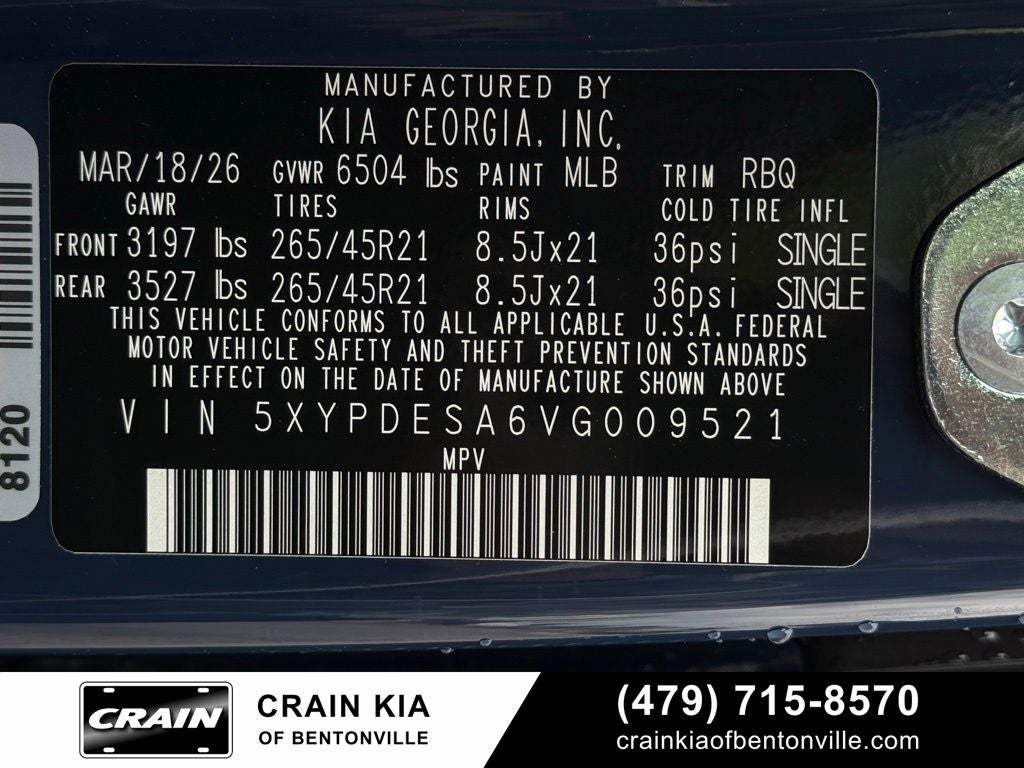 MANUFACTURED BY
KIA GEORGIA, INC.
MAR/18/26 GVWR 6504 lbs PAINT MLB TRIM RBQ
GAWR TIRES RIMS COLD TIRE INFL
FRONT 3197 lbs 265/45R21 8.5Jx21 36psi SINGLE
REAR 3527 lbs 265/45R21 8.5Jx21 36psi SINGLE
THIS VEHICLE CONFORMS TO ALL APPLICABLE U.S.A. FEDERAL
MOTOR VEHICLE SAFETY AND THEFT PREVENTION STANDARDS
IN EFFECT ON THE DATE OF MANUFACTURE SHOWN ABOVE
VIN 5XYPDESA6VG009521
MPV
8120
CRAIN
CRAIN KIA
OF BENTONVILLE
(479) 715-8570
crainkiaofbentonville.com